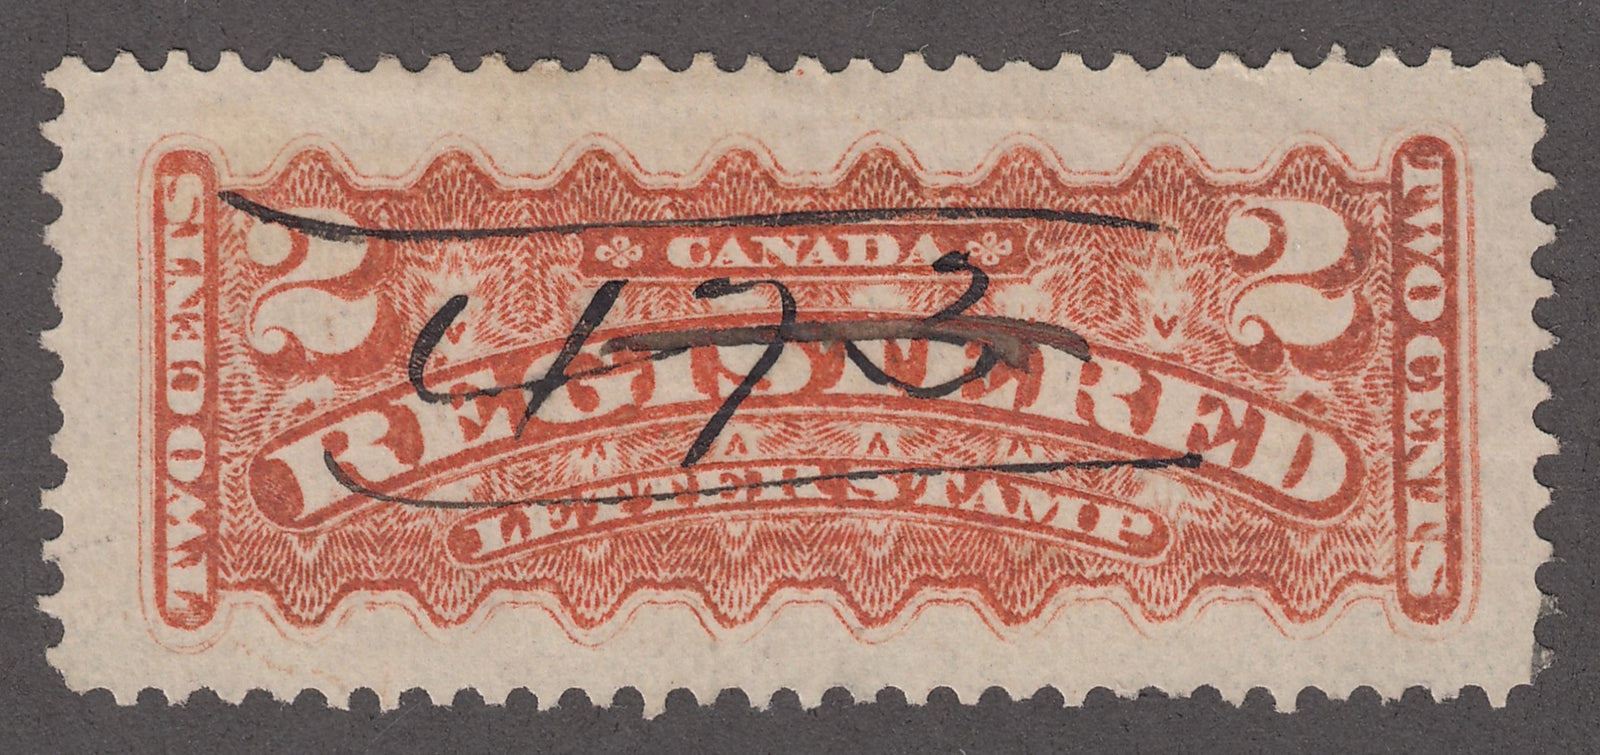 TWO CENTS
2
CANADA
2
473
REGISTERED
LETTER STAMP
TWO CENTS